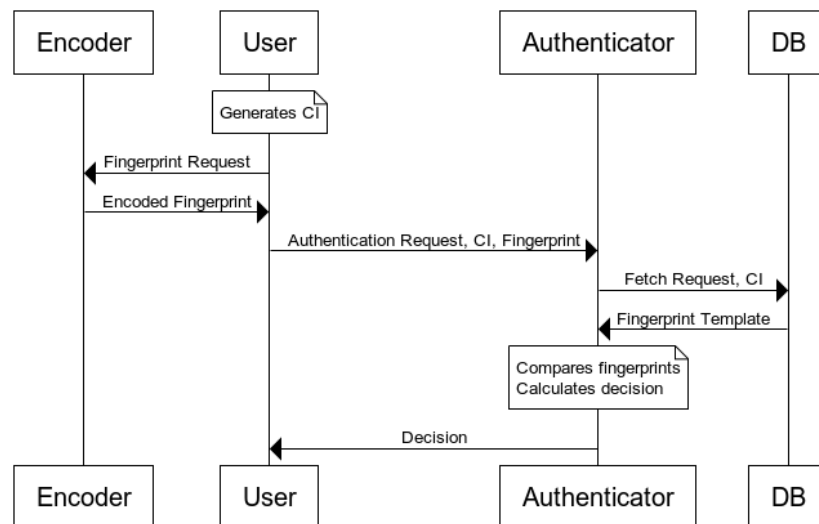 Encoder
User
Authenticator
DB
Generates CI
Fingerprint Request
Encoded Fingerprint
Authentication Request, CI, Fingerprint
Fetch Request, CI
Fingerprint Template
Compares fingerprints
Calculates decision
Decision
Encoder
User
Authenticator
DB